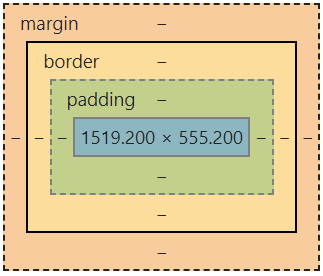 margin –
border –
padding –
– – – 1519.200 × 555.200 – – –
–
–
–